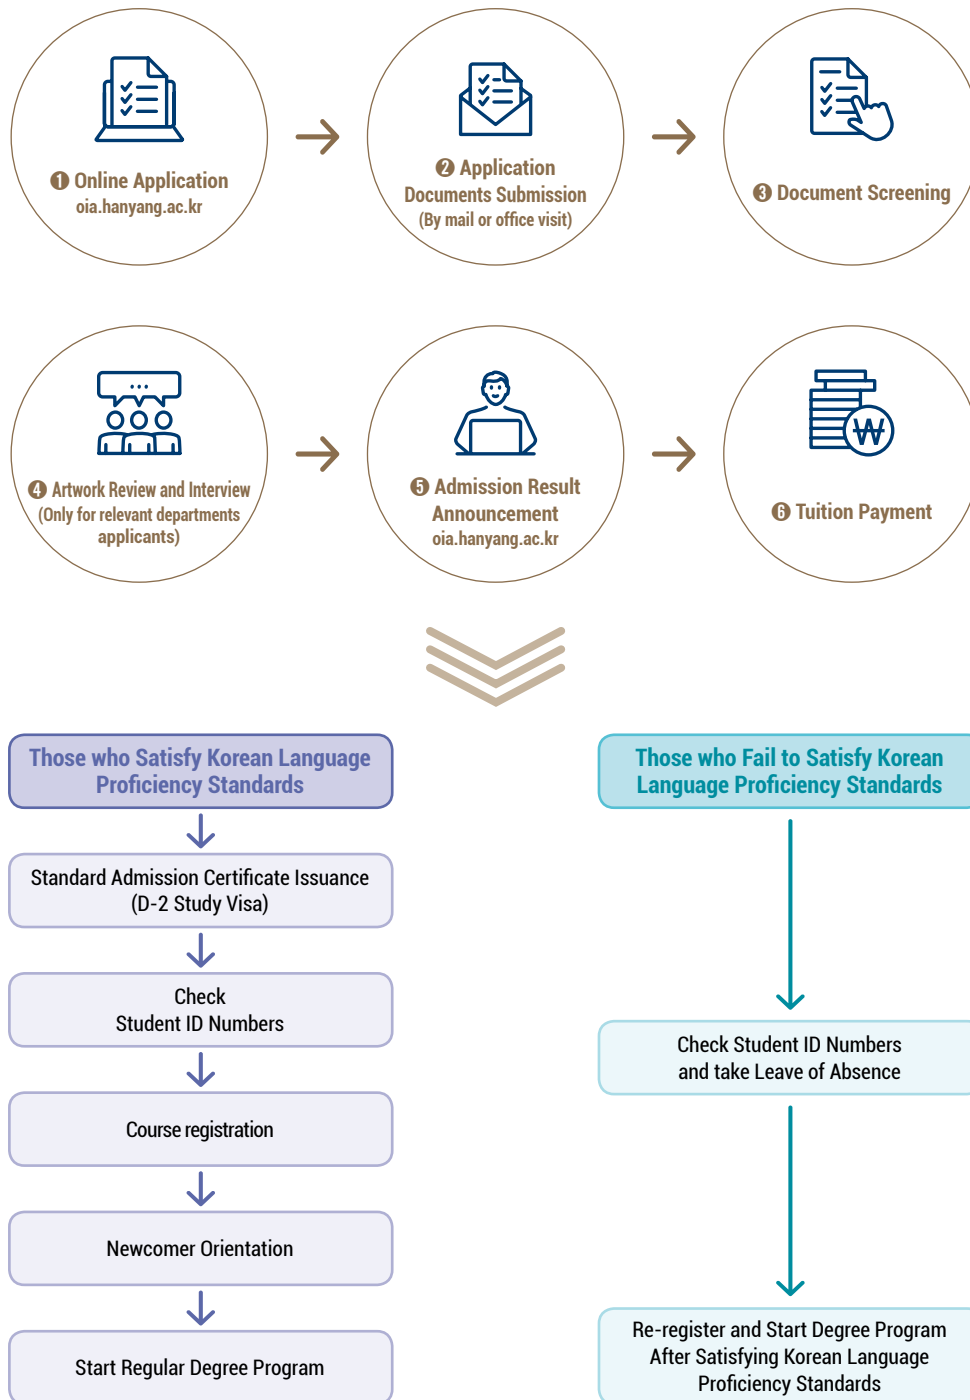 ❶ Online Application
oia.hanyang.ac.kr
❷ Application
Documents Submission
(By mail or office visit)
❸ Document Screening
❹ Artwork Review and Interview
(Only for relevant departments
applicants)
❺ Admission Result
Announcement
oia.hanyang.ac.kr
₩
❻ Tuition Payment
Those who Satisfy Korean Language
Proficiency Standards
Standard Admission Certificate Issuance
(D-2 Study Visa)
Check
Student ID Numbers
Course registration
Newcomer Orientation
Start Regular Degree Program
Those who Fail to Satisfy Korean
Language Proficiency Standards
Check Student ID Numbers
and take Leave of Absence
Re-register and Start Degree Program
After Satisfying Korean Language
Proficiency Standards